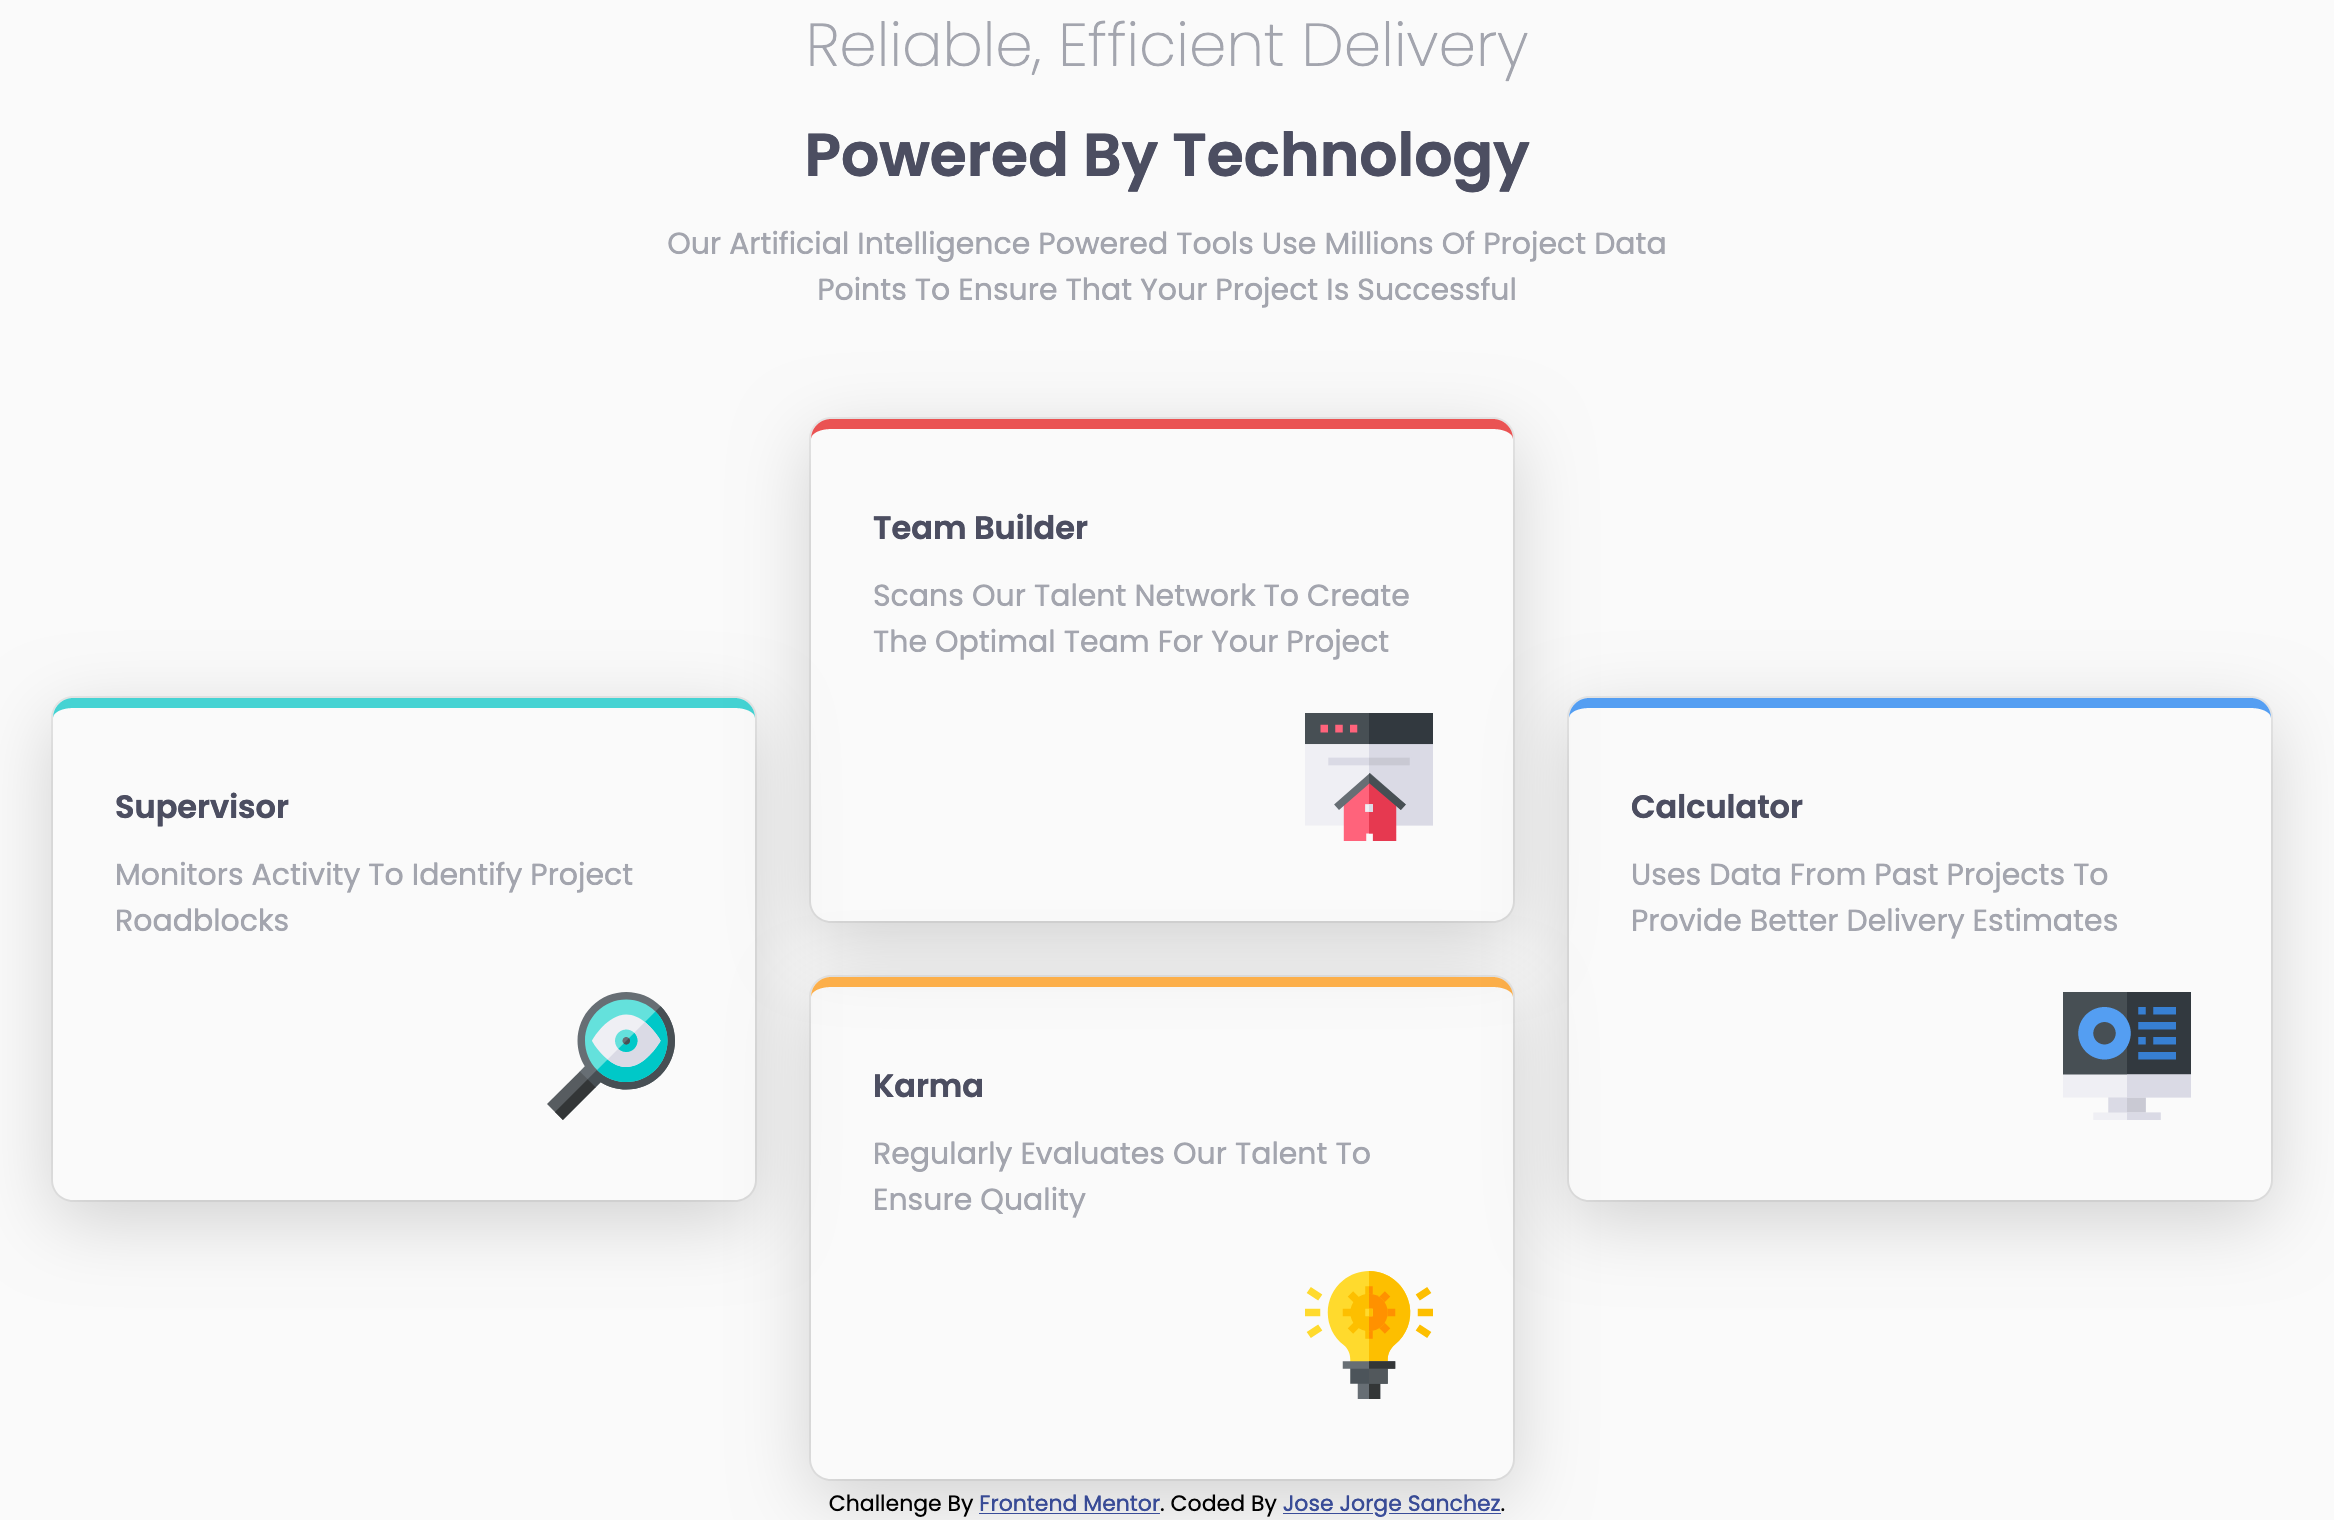 Reliable, Efficient Delivery
Powered By Technology
Our Artificial Intelligence Powered Tools Use Millions Of Project Data
Points To Ensure That Your Project Is Successful
Supervisor
Monitors Activity To Identify Project
Roadblocks
Team Builder
Scans Our Talent Network To Create
The Optimal Team For Your Project
Karma
Regularly Evaluates Our Talent To
Ensure Quality
Calculator
Uses Data From Past Projects To
Provide Better Delivery Estimates
Challenge By Frontend Mentor. Coded By Jose Jorge Sanchez.